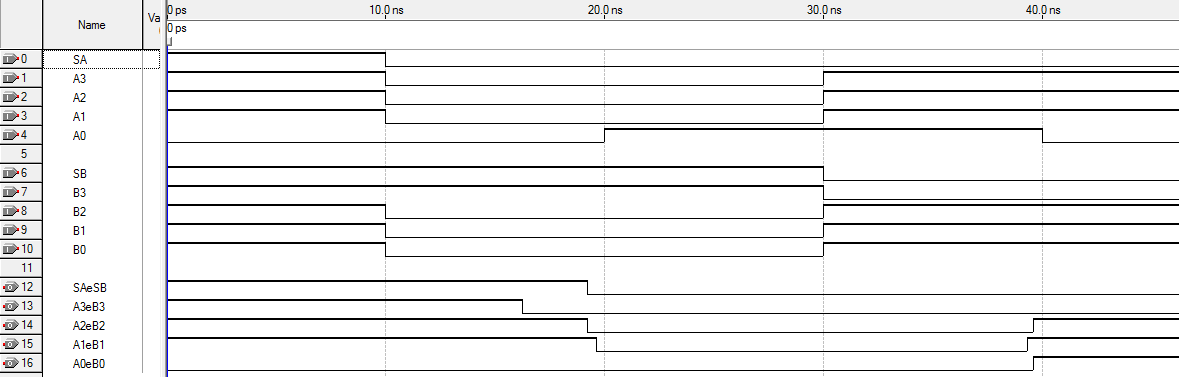 Name
Va
0 ps
10.0 ns
20.0 ns
30.0 ns
40.0 ns
0 ps
0 SA
1 A3
2 A2
3 A1
4 A0
5
6 SB
7 B3
8 B2
9 B1
10 B0
11
12 SAeSB
13 A3eB3
14 A2eB2
15 A1eB1
16 A0eB0